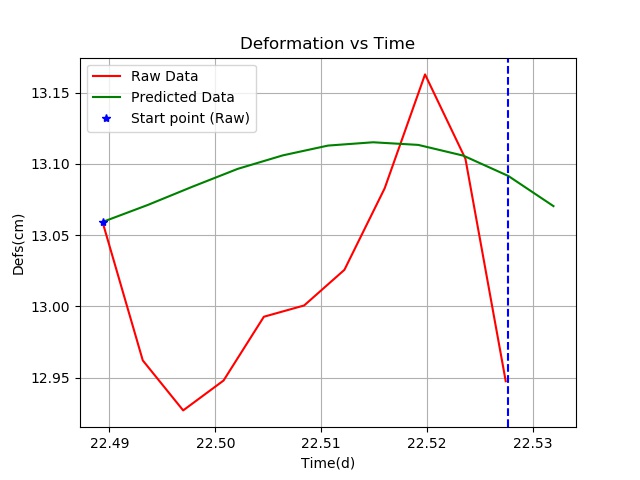 Deformation vs Time
Raw Data
Predicted Data
Start point (Raw)
Defs(cm)
13.15
13.10
13.05
13.00
12.95
22.49 22.50 22.51 22.52 22.53
Time(d)